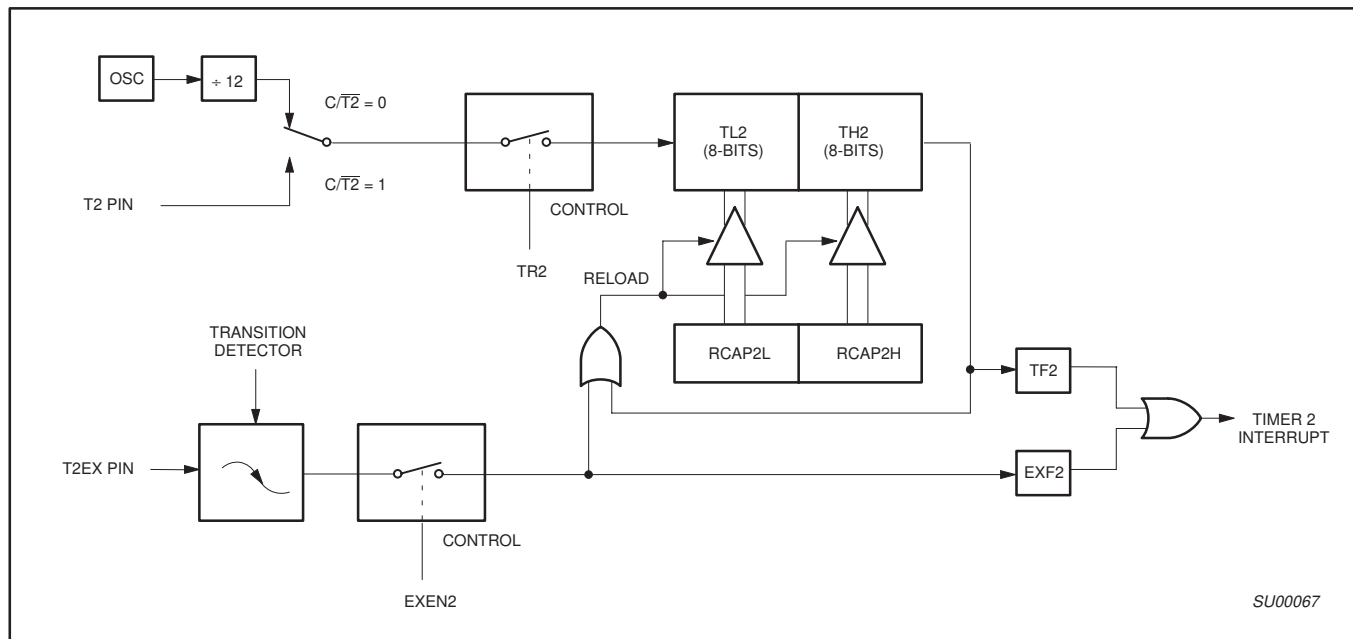 OSC
÷ 12
C/T2̅ = 0
TL2
(8-BITS)
TH2
(8-BITS)
C/T2̅ = 1
T2 PIN
CONTROL
TR2
RELOAD
TRANSITION
DETECTOR
RCAP2L
RCAP2H
TF2
TIMER 2
INTERRUPT
T2EX PIN
EXF2
CONTROL
EXEN2
SU00067